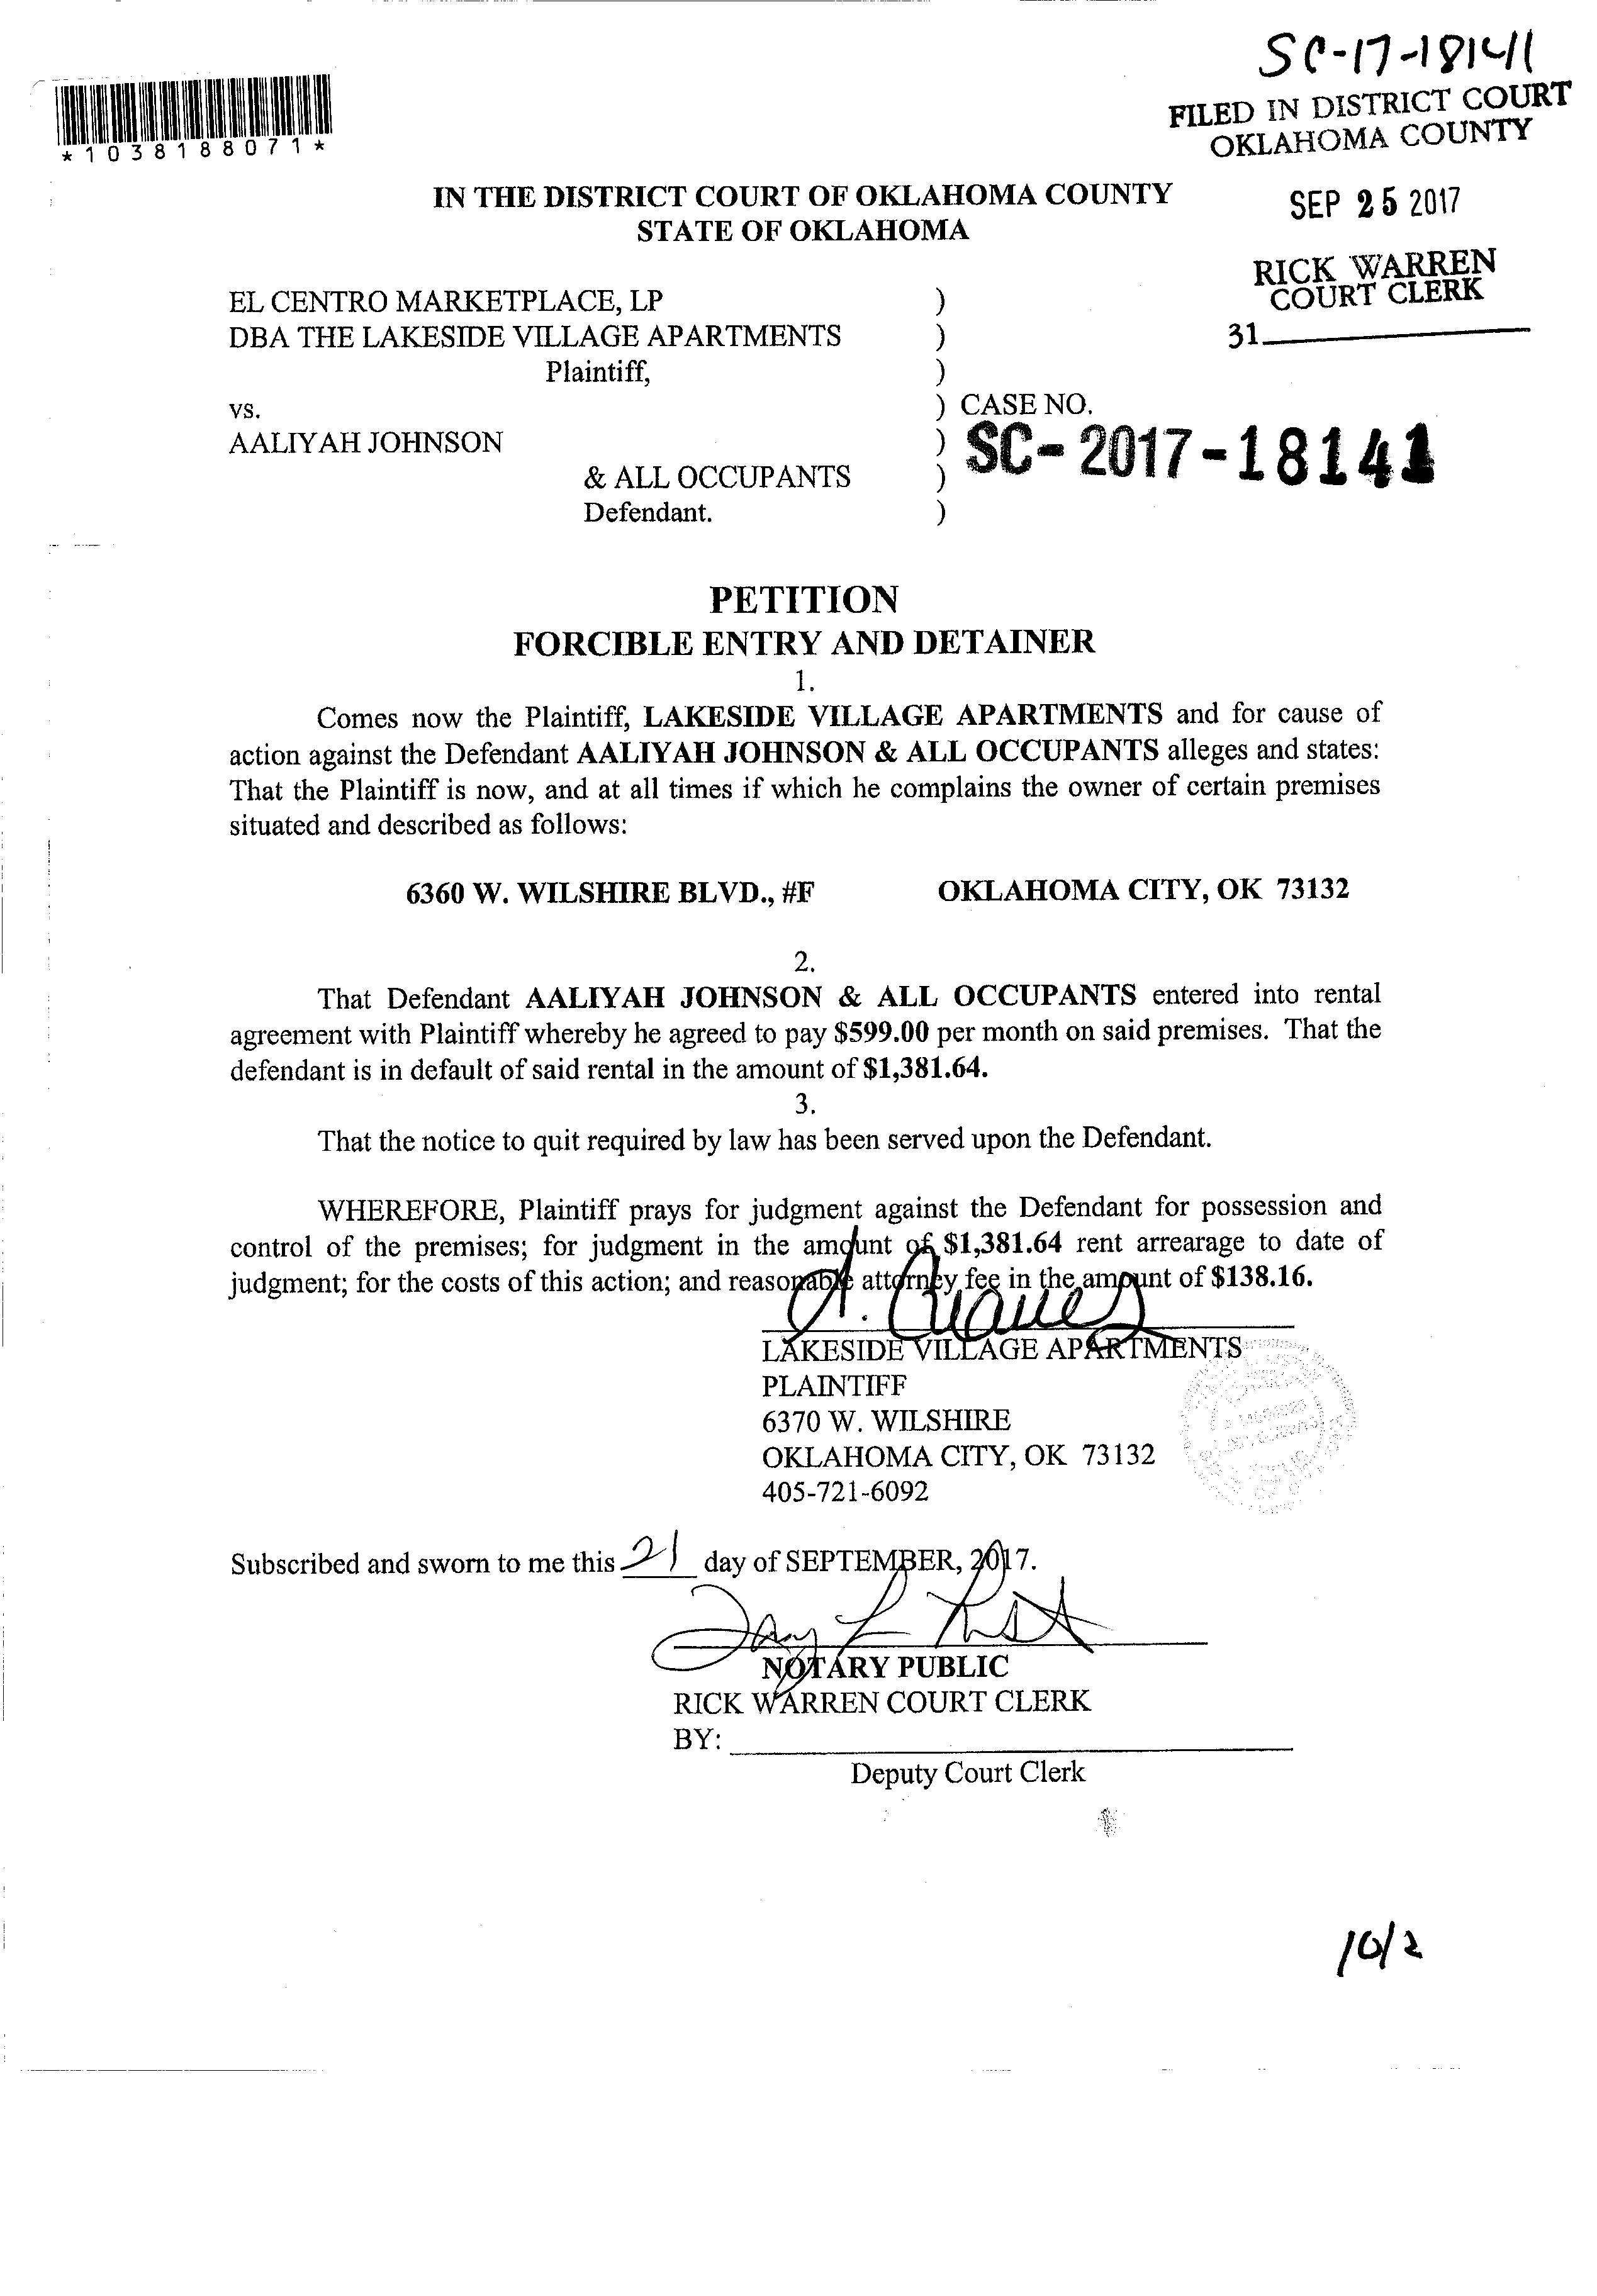 SC-17-18141
FILED IN DISTRICT COURT
OKLAHOMA COUNTY
*1038188071*
IN THE DISTRICT COURT OF OKLAHOMA COUNTY
STATE OF OKLAHOMA
SEP 25 2017
RICK WARREN
COURT CLERK
31
EL CENTRO MARKETPLACE, LP )
DBA THE LAKESIDE VILLAGE APARTMENTS )
Plaintiff, )
vs. ) CASE NO.
AALIYAH JOHNSON ) SC-2017-18141
& ALL OCCUPANTS )
Defendant. )
PETITION
FORCIBLE ENTRY AND DETAINER
1.
Comes now the Plaintiff, LAKESIDE VILLAGE APARTMENTS and for cause of
action against the Defendant AALIYAH JOHNSON & ALL OCCUPANTS alleges and states:
That the Plaintiff is now, and at all times if which he complains the owner of certain premises
situated and described as follows:
6360 W. WILSHIRE BLVD., #F OKLAHOMA CITY, OK 73132
2.
That Defendant AALIYAH JOHNSON & ALL OCCUPANTS entered into rental
agreement with Plaintiff whereby he agreed to pay $599.00 per month on said premises. That the
defendant is in default of said rental in the amount of $1,381.64.
3.
That the notice to quit required by law has been served upon the Defendant.
WHEREFORE, Plaintiff prays for judgment against the Defendant for possession and
control of the premises; for judgment in the amount of $1,381.64 rent arrearage to date of
judgment; for the costs of this action; and reasonable attorney fee in the amount of $138.16.
LAKESIDE VILLAGE APARTMENTS
PLAINTIFF
6370 W. WILSHIRE
OKLAHOMA CITY, OK 73132
405-721-6092
Subscribed and sworn to me this 21 day of SEPTEMBER, 2017.
NOTARY PUBLIC
RICK WARREN COURT CLERK
BY:
Deputy Court Clerk
10/2